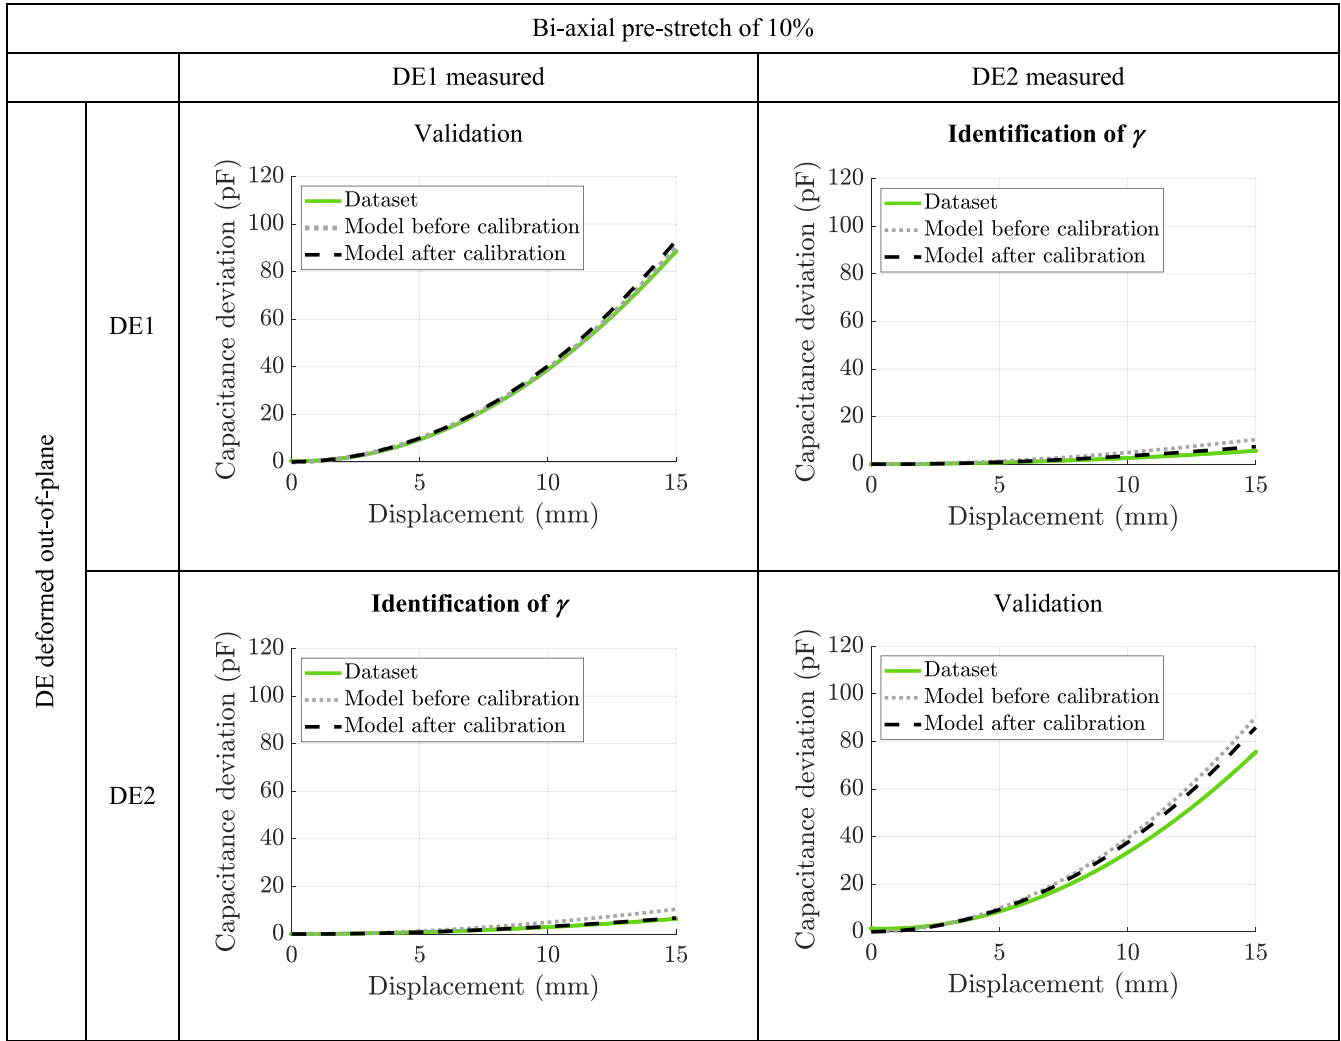 Bi-axial pre-stretch of 10%
DE1 measured
DE2 measured
DE deformed out-of-plane
DE1
Validation
Capacitance deviation (pF)
120
100
80
60
40
20
0
Dataset
Model before calibration
Model after calibration
0 5 10 15
Displacement (mm)
Identification of γ
Capacitance deviation (pF)
120
100
80
60
40
20
0
Dataset
Model before calibration
Model after calibration
0 5 10 15
Displacement (mm)
DE2
Identification of γ
Capacitance deviation (pF)
120
100
80
60
40
20
0
Dataset
Model before calibration
Model after calibration
0 5 10 15
Displacement (mm)
Validation
Capacitance deviation (pF)
120
100
80
60
40
20
0
Dataset
Model before calibration
Model after calibration
0 5 10 15
Displacement (mm)